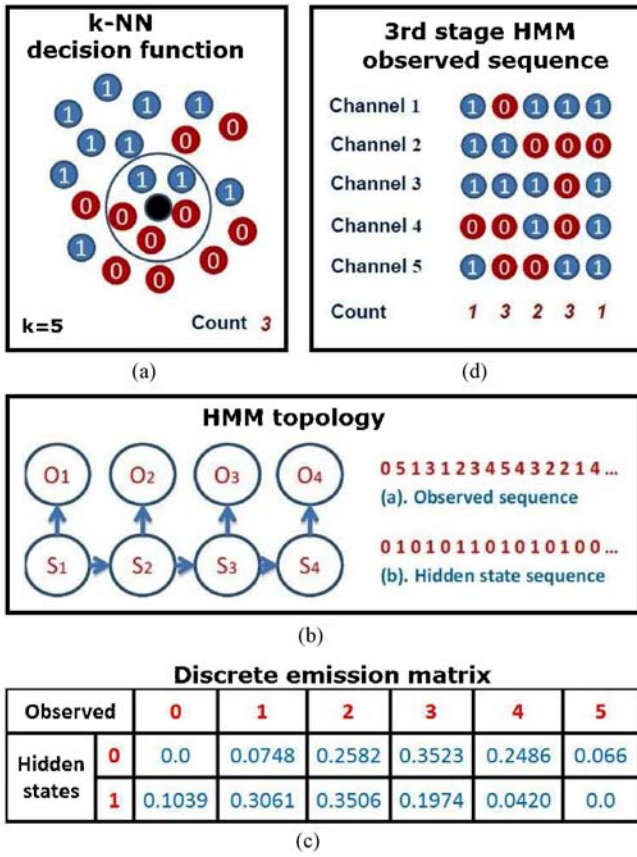 k-NN
decision function
1
1 1 1 0
1 1 0
1 1 1 1
0 0 0
1 0 0
0 0 0
k=5 Count 3
(a)
3rd stage HMM
observed sequence
Channel 1 1 0 1 1 1
Channel 2 1 1 0 0 0
Channel 3 1 1 1 0 1
Channel 4 0 0 1 0 1
Channel 5 1 0 0 1 1
Count 1 3 2 3 1
(d)
HMM topology
O1 O2 O3 O4
S1 S2 S3 S4
0 5 1 3 1 2 3 4 5 4 3 2 2 1 4 ...
(a). Observed sequence
0 1 0 1 0 1 1 0 1 0 1 0 1 0 0 ...
(b). Hidden state sequence
(b)
Discrete emission matrix
Observed 0 1 2 3 4 5
Hidden states 0 0.0 0.0748 0.2582 0.3523 0.2486 0.066
1 0.1039 0.3061 0.3506 0.1974 0.0420 0.0
(c)